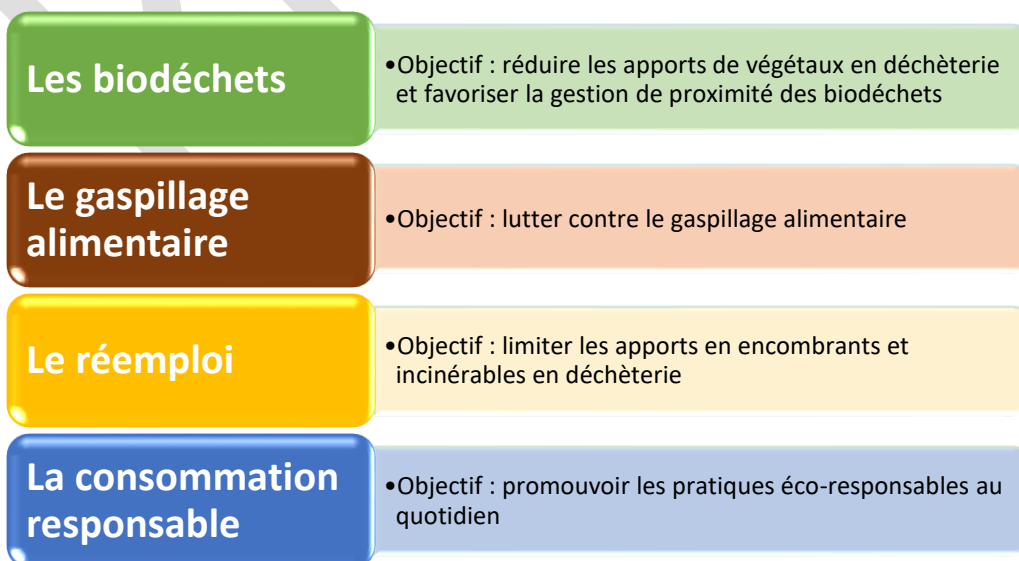 Les biodéchets
•Objectif : réduire les apports de végétaux en déchèterie
et favoriser la gestion de proximité des biodéchets
Le gaspillage
alimentaire
•Objectif : lutter contre le gaspillage alimentaire
Le réemploi
•Objectif : limiter les apports en encombrants et
incinérables en déchèterie
La consommation
responsable
•Objectif : promouvoir les pratiques éco-responsables au
quotidien